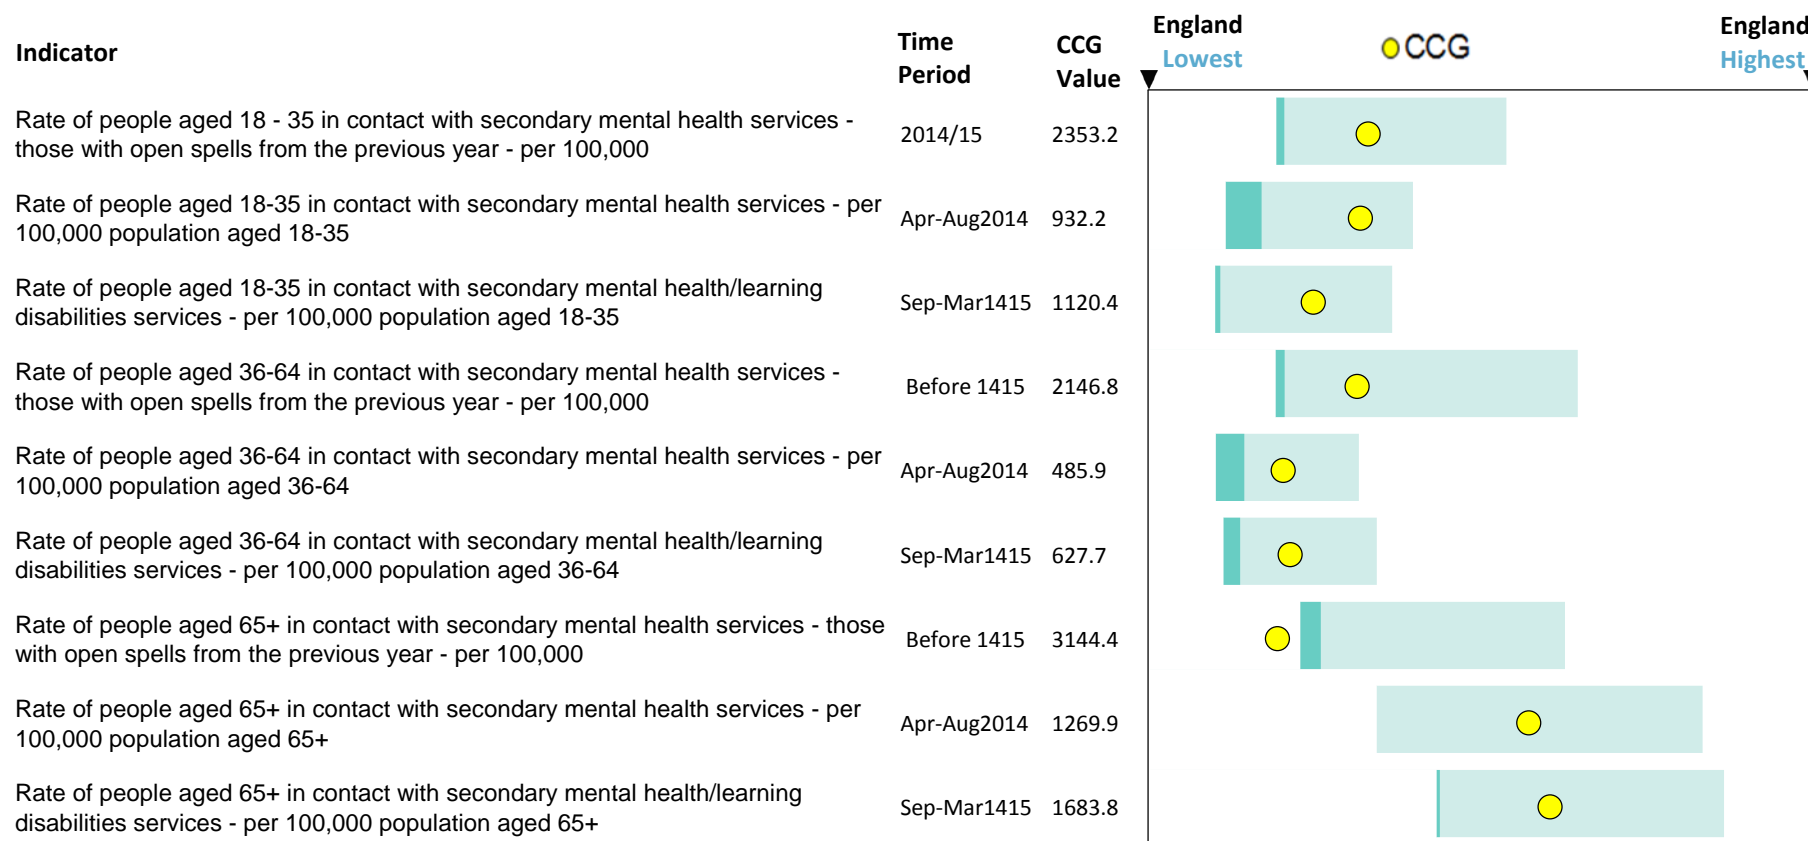 Indicator
Time
Period
CCG
Value
England
Lowest
CCG
England
Highest
Rate of people aged 18 - 35 in contact with secondary mental health services -
those with open spells from the previous year - per 100,000
2014/15
2353.2
Rate of people aged 18-35 in contact with secondary mental health services - per
100,000 population aged 18-35
Apr-Aug2014
932.2
Rate of people aged 18-35 in contact with secondary mental health/learning
disabilities services - per 100,000 population aged 18-35
Sep-Mar1415
1120.4
Rate of people aged 36-64 in contact with secondary mental health services -
those with open spells from the previous year - per 100,000
Before 1415
2146.8
Rate of people aged 36-64 in contact with secondary mental health services - per
100,000 population aged 36-64
Apr-Aug2014
485.9
Rate of people aged 36-64 in contact with secondary mental health/learning
disabilities services - per 100,000 population aged 36-64
Sep-Mar1415
627.7
Rate of people aged 65+ in contact with secondary mental health services - those
with open spells from the previous year - per 100,000
Before 1415
3144.4
Rate of people aged 65+ in contact with secondary mental health services - per
100,000 population aged 65+
Apr-Aug2014
1269.9
Rate of people aged 65+ in contact with secondary mental health/learning
disabilities services - per 100,000 population aged 65+
Sep-Mar1415
1683.8